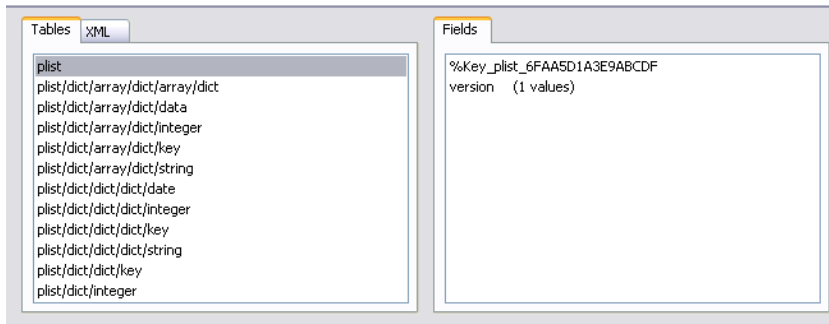 Tables XML
plist
plist/dict/array/dict/array/dict
plist/dict/array/dict/data
plist/dict/array/dict/integer
plist/dict/array/dict/key
plist/dict/array/dict/string
plist/dict/dict/dict/date
plist/dict/dict/dict/integer
plist/dict/dict/dict/key
plist/dict/dict/dict/string
plist/dict/dict/key
plist/dict/integer
Fields
%Key_plist_6FAA5D1A3E9ABCDF
version (1 values)